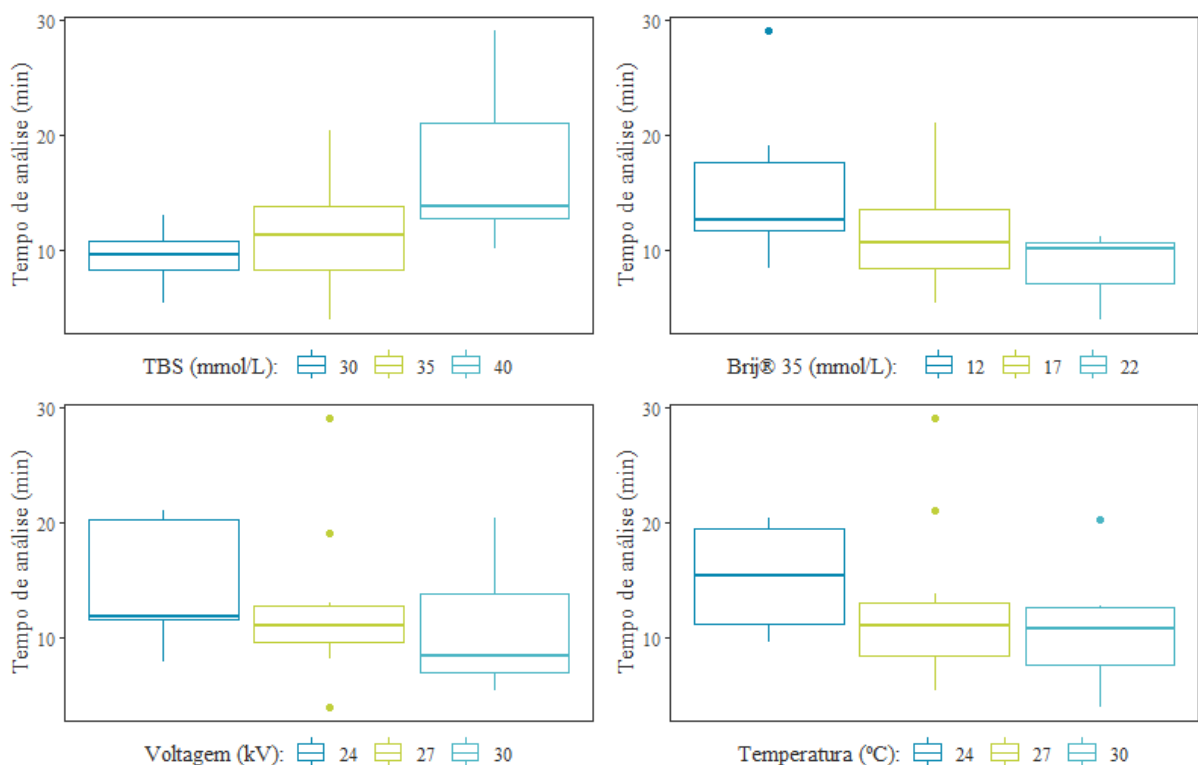 Tempo de análise (min)
30
20
10
TBS (mmol/L): 30 35 40
Tempo de análise (min)
30
20
10
Brij® 35 (mmol/L): 12 17 22
Tempo de análise (min)
30
20
10
Voltagem (kV): 24 27 30
Tempo de análise (min)
30
20
10
Temperatura (ºC): 24 27 30